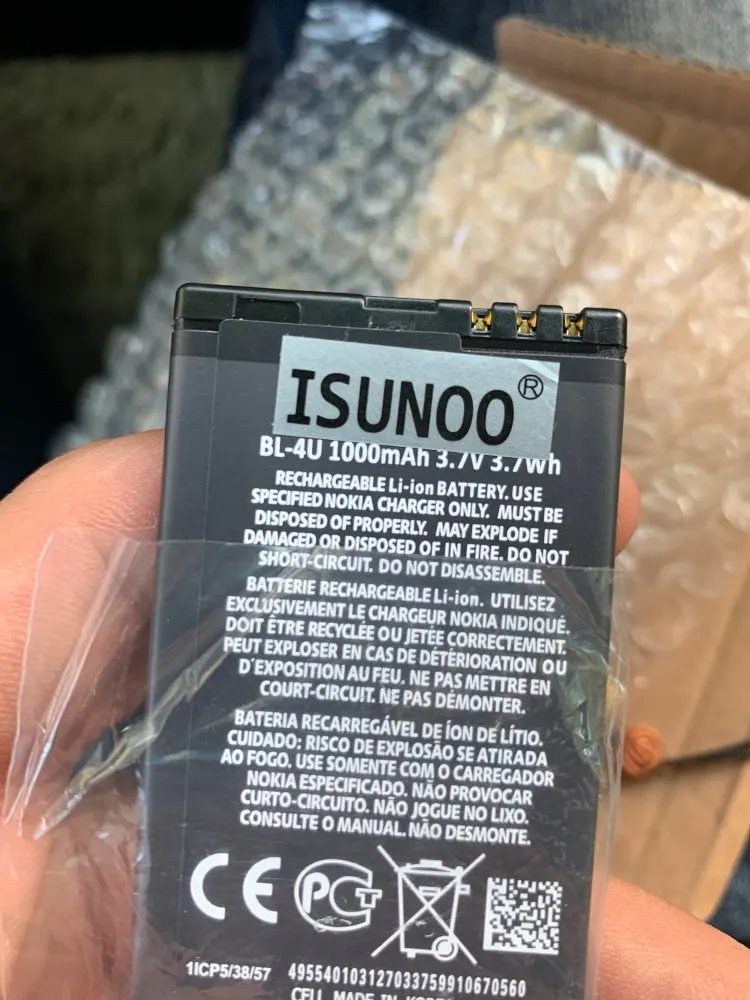 ISUNOO®
BL-4U 1000mAh 3.7V 3.7Wh
RECHARGEABLE Li-ion BATTERY. USE
SPECIFIED NOKIA CHARGER ONLY. MUST BE
DISPOSED OF PROPERLY. MAY EXPLODE IF
DAMAGED OR DISPOSED OF IN FIRE. DO NOT
SHORT-CIRCUIT. DO NOT DISASSEMBLE.
BATTERIE RECHARGEABLE Li-ion. UTILISEZ
EXCLUSIVEMENT LE CHARGEUR NOKIA INDIQUÉ.
DOIT ÊTRE RECYCLÉE OU JETÉE CORRECTEMENT.
PEUT EXPLOSER EN CAS DE DÉTÉRIORATION OU
D'EXPOSITION AU FEU. NE PAS METTRE EN
COURT-CIRCUIT. NE PAS DÉMONTER.
BATERIA RECARREGÁVEL DE ÍON DE LÍTIO.
CUIDADO: RISCO DE EXPLOSÃO SE ATIRADA
AO FOGO. USE SOMENTE COM O CARREGADOR
NOKIA ESPECIFICADO. NÃO PROVOCAR
CURTO-CIRCUITO. NÃO JOGUE NO LIXO.
CONSULTE O MANUAL. NÃO DESMONTE.
CE PCT
1ICP5/38/57 495540103127033759910670560
CELL MADE IN KOREA